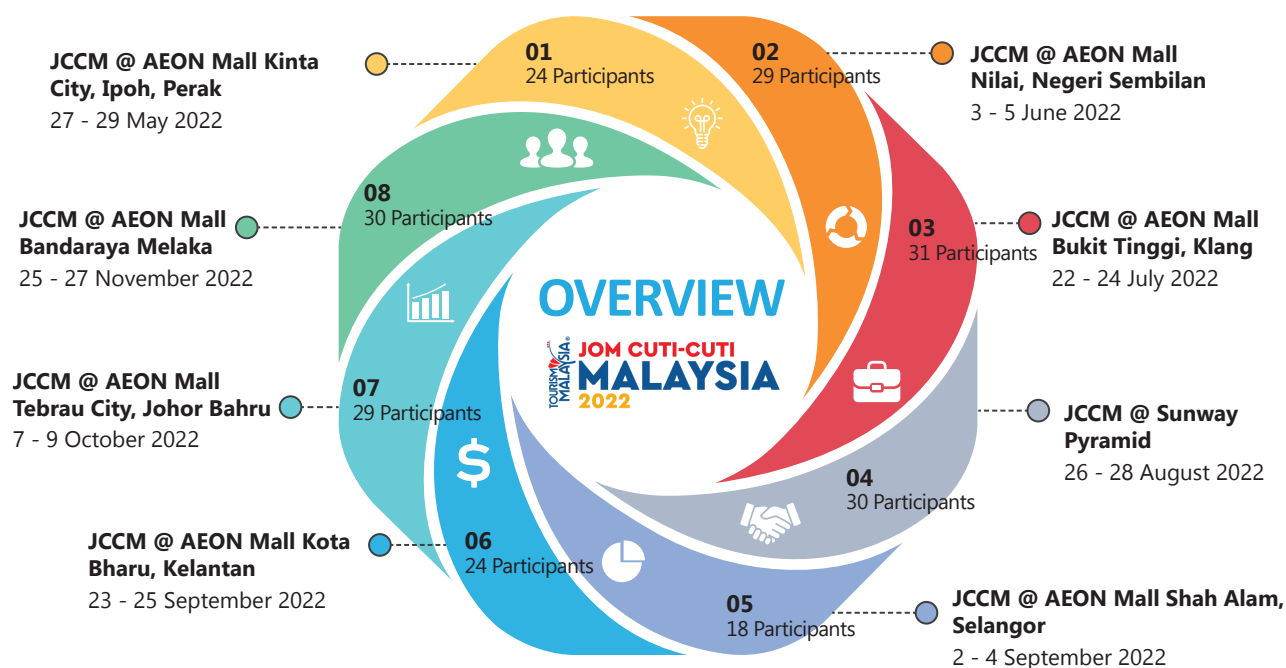 JCCM @ AEON Mall Kinta
City, Ipoh, Perak
27 - 29 May 2022
01
24 Participants
02
29 Participants
JCCM @ AEON Mall
Nilai, Negeri Sembilan
3 - 5 June 2022
03
31 Participants
JCCM @ AEON Mall
Bukit Tinggi, Klang
22 - 24 July 2022
04
30 Participants
JCCM @ Sunway
Pyramid
26 - 28 August 2022
05
18 Participants
JCCM @ AEON Mall Shah Alam,
Selangor
2 - 4 September 2022
06
24 Participants
JCCM @ AEON Mall Kota
Bharu, Kelantan
23 - 25 September 2022
07
29 Participants
JCCM @ AEON Mall
Tebrau City, Johor Bahru
7 - 9 October 2022
08
30 Participants
JCCM @ AEON Mall
Bandaraya Melaka
25 - 27 November 2022
$
OVERVIEW
TOURISM
MALAYSIA®
JOM CUTI-CUTI
MALAYSIA
2022